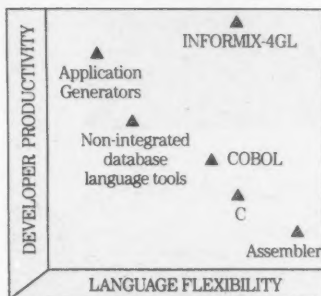 DEVELOPER PRODUCTIVITY
INFORMIX-4GL
Application
Generators
Non-integrated
database
language tools
COBOL
C
Assembler
LANGUAGE FLEXIBILITY